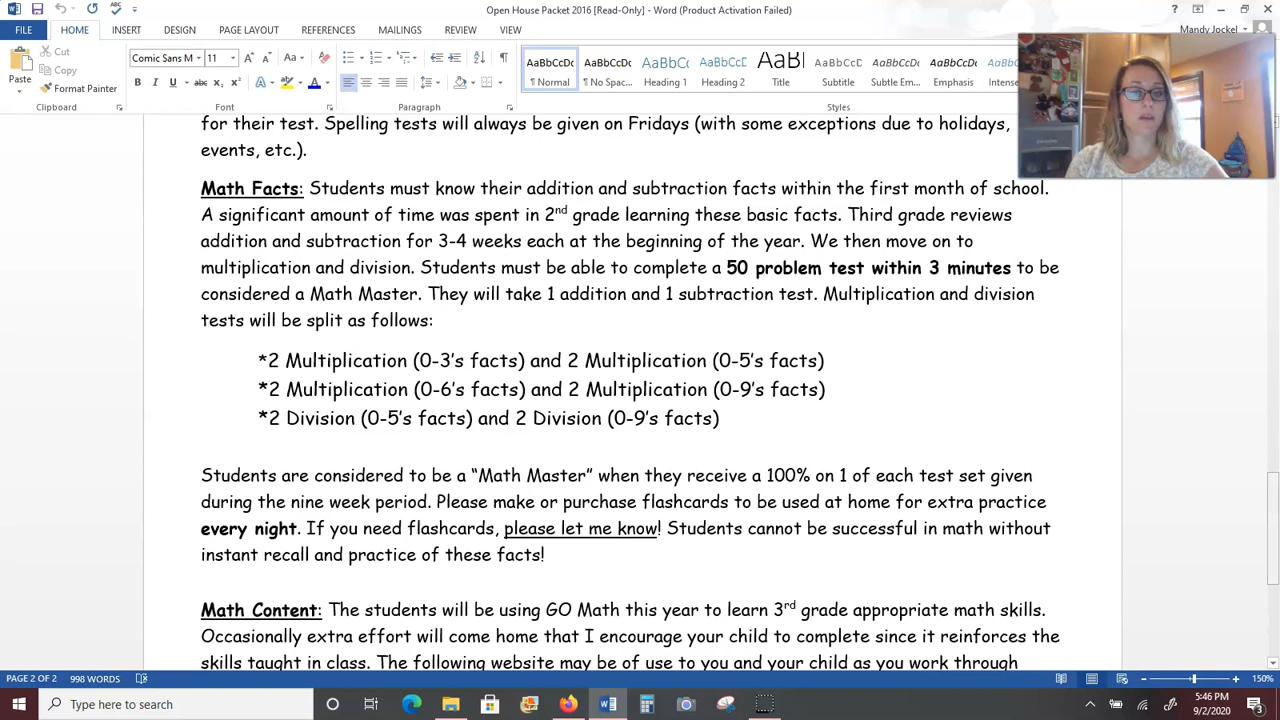 Open House Packet 2016 [Read-Only] - Word (Product Activation Failed)
FILE HOME INSERT DESIGN PAGE LAYOUT REFERENCES MAILINGS REVIEW VIEW Mandy Jockel
Paste Cut Copy Format Painter
Comic Sans M 11
AaBbCcDc AaBbCcDc AaBbCc AaBbCcC AaBl AaBbCcD AaBbCcDc AaBbCcDc
¶ Normal ¶ No Spac... Heading 1 Heading 2 Title Subtitle Subtle Em... Emphasis Intense
Clipboard Font Paragraph Styles
for their test. Spelling tests will always be given on Fridays (with some exceptions due to holidays,
events, etc.).
Math Facts: Students must know their addition and subtraction facts within the first month of school.
A significant amount of time was spent in 2nd grade learning these basic facts. Third grade reviews
addition and subtraction for 3-4 weeks each at the beginning of the year. We then move on to
multiplication and division. Students must be able to complete a 50 problem test within 3 minutes to be
considered a Math Master. They will take 1 addition and 1 subtraction test. Multiplication and division
tests will be split as follows:
*2 Multiplication (0-3's facts) and 2 Multiplication (0-5's facts)
*2 Multiplication (0-6's facts) and 2 Multiplication (0-9's facts)
*2 Division (0-5's facts) and 2 Division (0-9's facts)
Students are considered to be a “Math Master” when they receive a 100% on 1 of each test set given
during the nine week period. Please make or purchase flashcards to be used at home for extra practice
every night. If you need flashcards, please let me know! Students cannot be successful in math without
instant recall and practice of these facts!
Math Content: The students will be using GO Math this year to learn 3rd grade appropriate math skills.
Occasionally extra effort will come home that I encourage your child to complete since it reinforces the
skills taught in class. The following website may be of use to you and your child as you work through
PAGE 2 OF 2 998 WORDS 150%
Type here to search
5:46 PM
9/2/2020